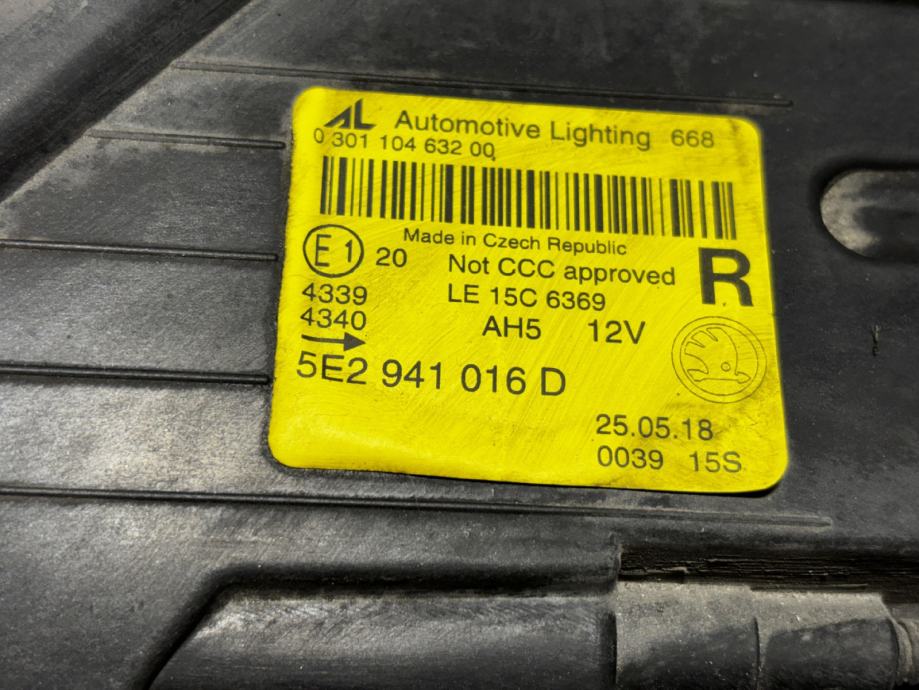 AL Automotive Lighting 668
0 301 104 632 00
Made in Czech Republic
E1 20 Not CCC approved R
4339 LE 15C 6369
4340 AH5 12V
5E2 941 016 D
25.05.18
0039 15S